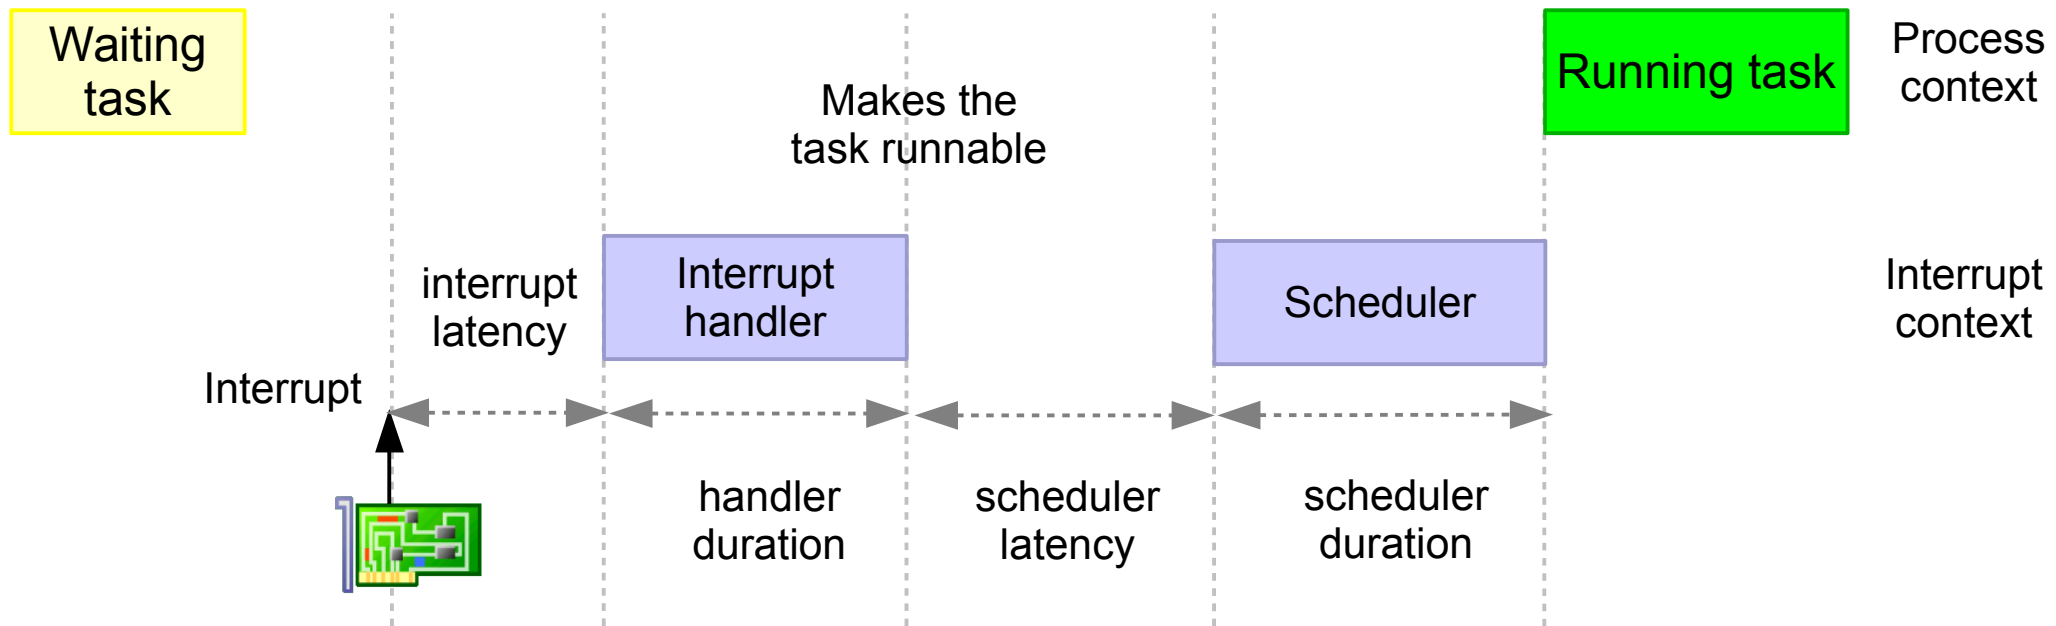 Waiting
task
Makes the
task runnable
Running task
Process
context
interrupt
latency
Interrupt
handler
Scheduler
Interrupt
context
Interrupt
handler
duration
scheduler
latency
scheduler
duration